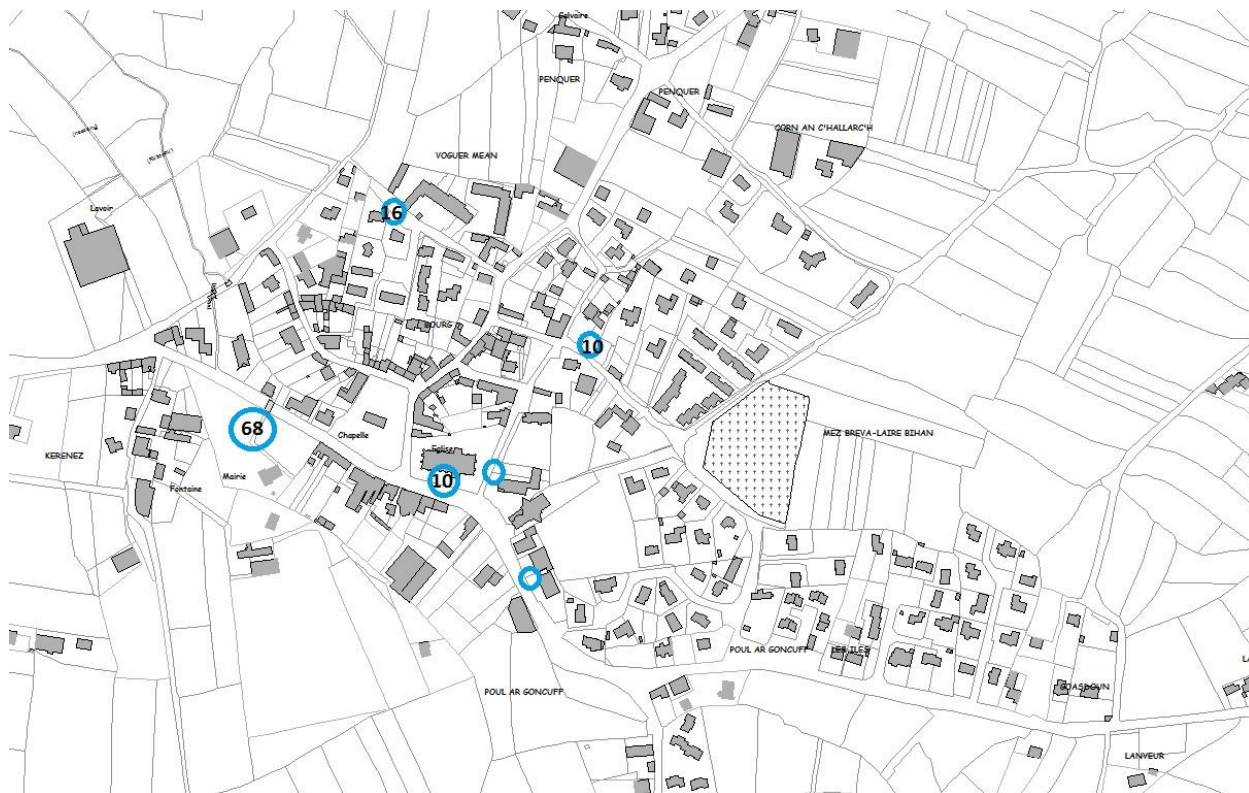 Calvaire
PENQUER
PENQUER
CORN AN C'HALLARC'H
VOGUER MEAN
Lavoir
16
BOURG
10
68
Chapelle
MEZ BREVA-LAIRE BIHAN
KERENEZ
Mairie
Eglise
10
Fontaine
POUL AR GONCUFF
LES ILES
POUL AR GONCUFF
GOASDOUN
LANVEUR